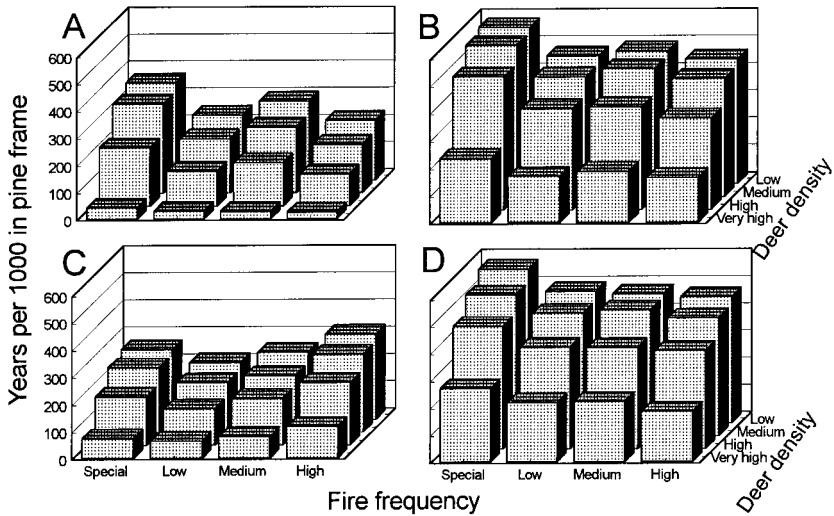 A
B
600
500
400
300
200
100
0
Low
Medium
High
Very high
Deer density
Years per 1000 in pine frame
C
D
600
500
400
300
200
100
0
Special
Low
Medium
High
Special
Low
Medium
High
Low
Medium
High
Very high
Deer density
Fire frequency